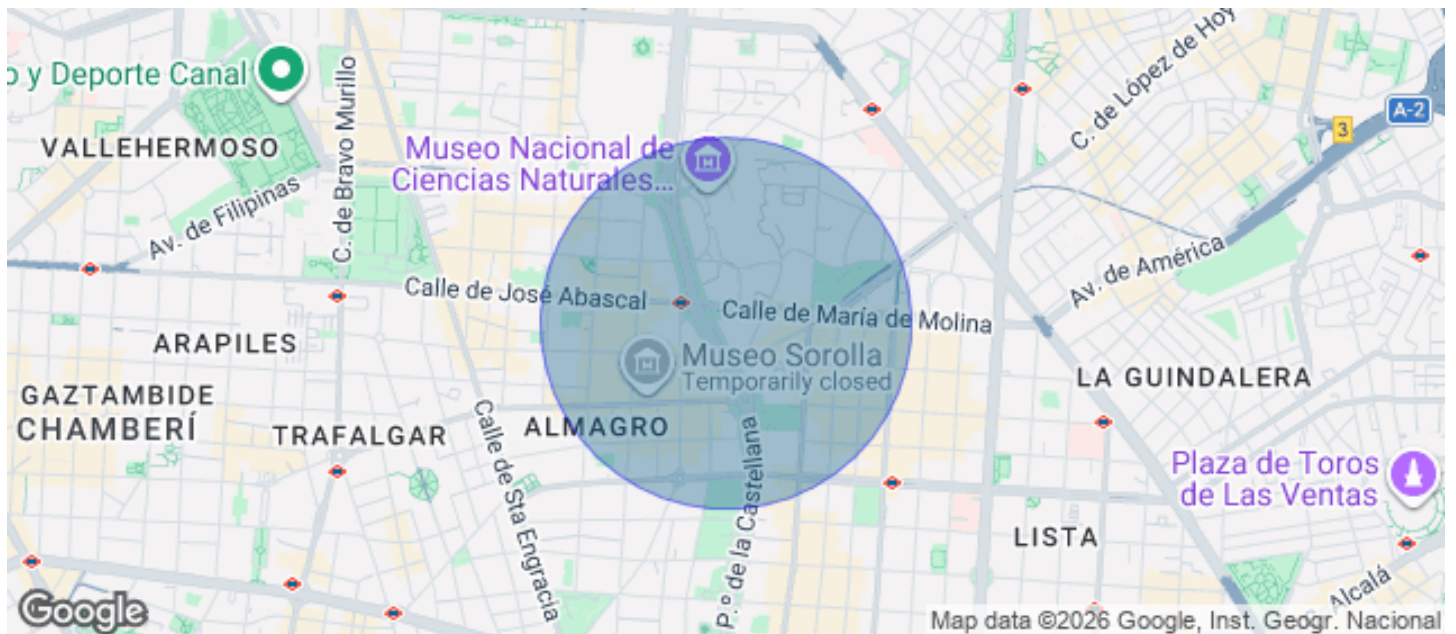 o y Deporte Canal
VALLEHERMOSO
Av. de Filipinas
C. de Bravo Murillo
Museo Nacional de
Ciencias Naturales...
C. de López de Hoy
A-2
3
Av. de América
Calle de José Abascal
Calle de María de Molina
ARAPILES
Museo Sorolla
Temporarily closed
GAZTAMBIDE
CHAMBERÍ
TRAFALGAR
ALMAGRO
LA GUINDALERA
Calle de Sta Engracia
P.º de la Castellana
Plaza de Toros
de Las Ventas
LISTA
Alcalá
Google
Map data ©2026 Google, Inst. Geogr. Nacional